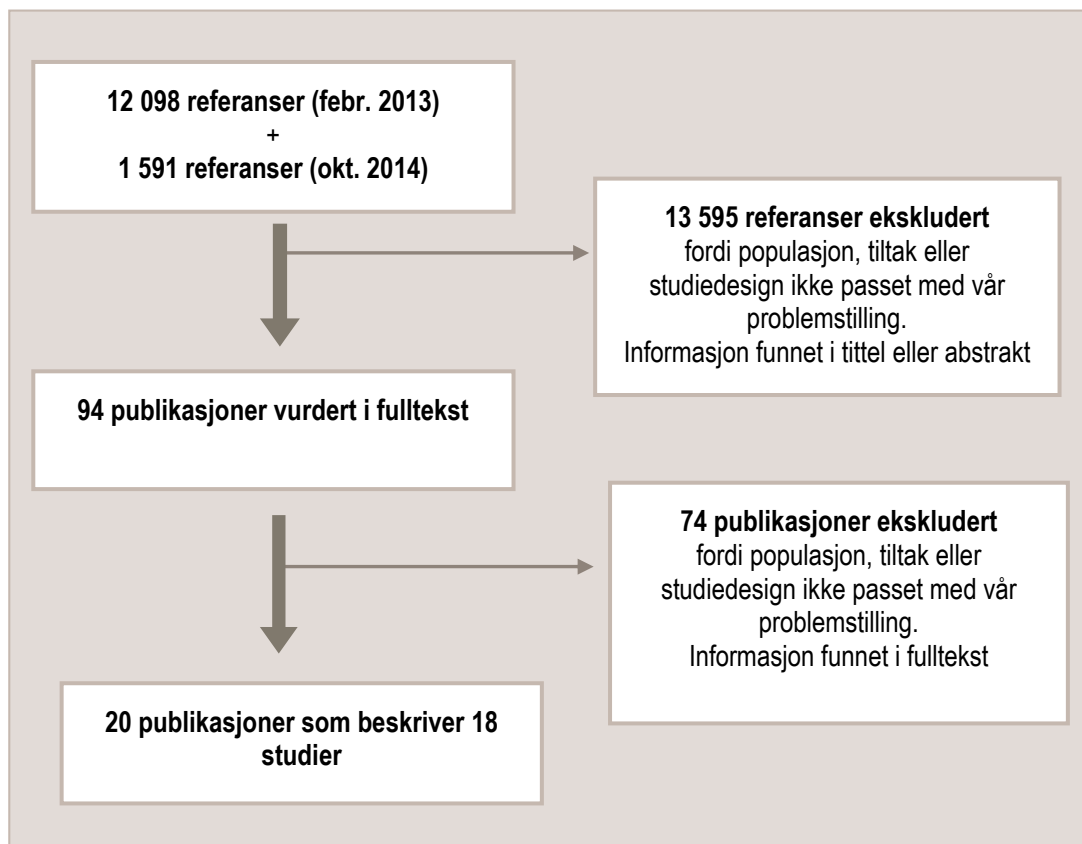 12 098 referanser (febr. 2013)
+
1 591 referanser (okt. 2014)
13 595 referanser ekskludert
fordi populasjon, tiltak eller
studiedesign ikke passet med vår
problemstilling.
Informasjon funnet i tittel eller abstrakt
94 publikasjoner vurdert i fulltekst
74 publikasjoner ekskludert
fordi populasjon, tiltak eller
studiedesign ikke passet med vår
problemstilling.
Informasjon funnet i fulltekst
20 publikasjoner som beskriver 18
studier